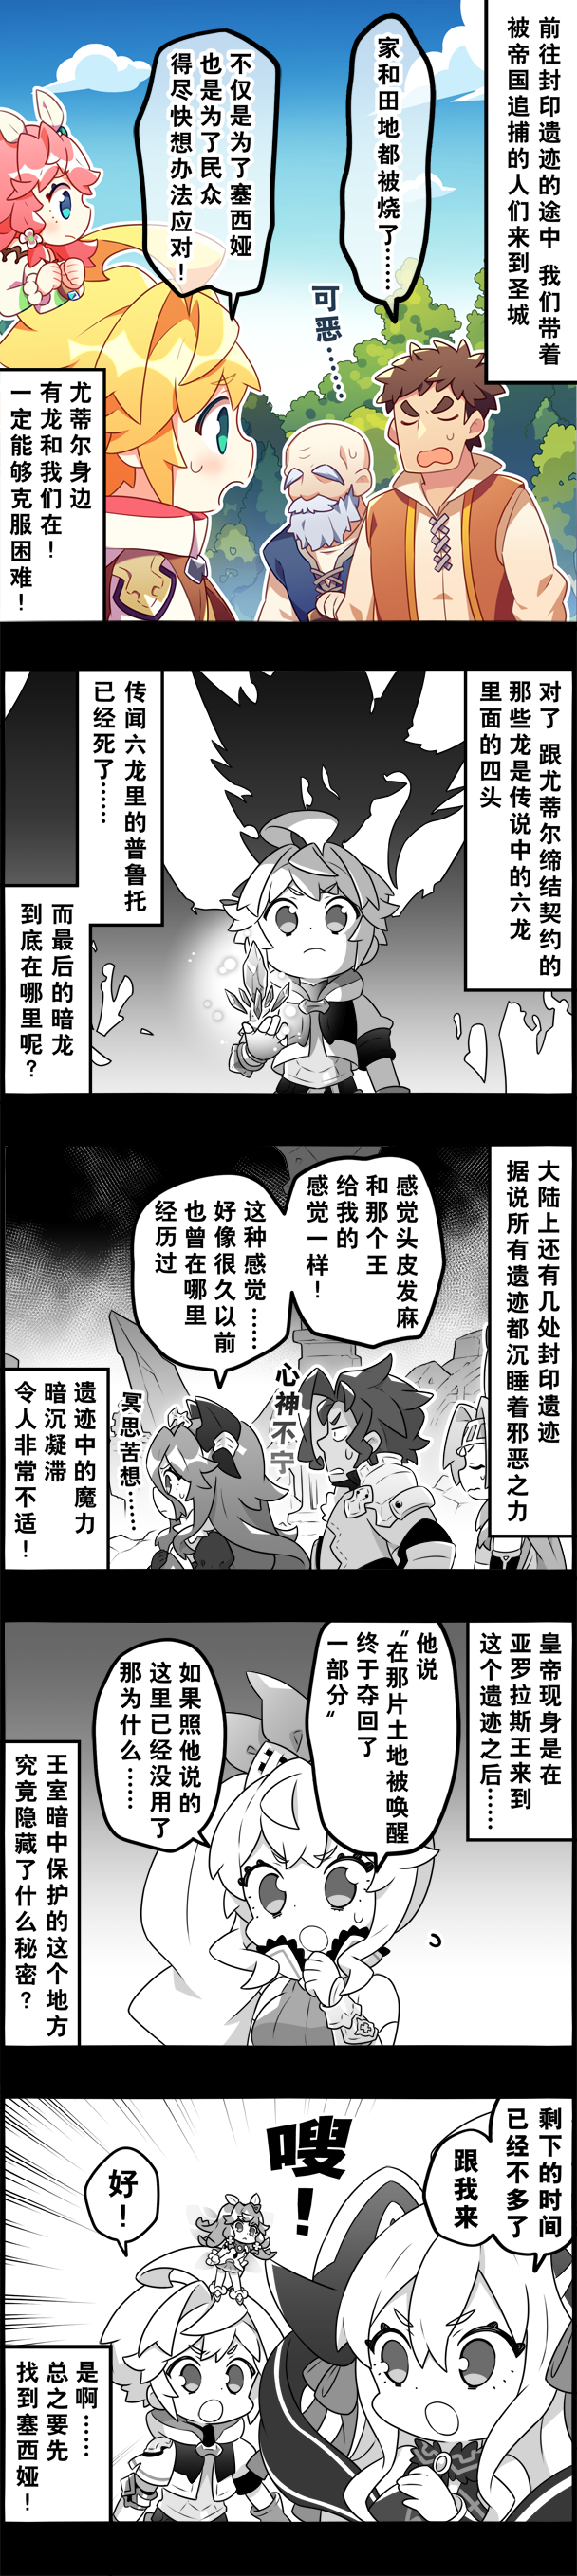 前往封印遗迹的途中 我们带着
被帝国追捕的人们来到圣城
家和田地都被烧了……
可恶……
不仅是为了塞西娅
也是为了民众
得尽快想办法应对！
尤蒂尔身边
有龙和我们在！
一定能够克服困难！
对了 跟尤蒂尔缔结契约的
那些龙是传说中的六龙
里面的四头
传闻六龙里的普鲁托
已经死了……
而最后的暗龙
到底在哪里呢？
大陆上还有几处封印遗迹
据说所有遗迹都沉睡着邪恶之力
感觉头皮发麻
和那个王
给我的
感觉一样！
这种感觉……
好像很久以前
也曾在哪里
经历过
心神不宁
冥思苦想……
遗迹中的魔力
暗沉凝滞
令人非常不适！
皇帝现身是在
亚罗拉斯王来到
这个遗迹之后……
他说
“在那片土地被唤醒
终于夺回了
一部分”
如果照他说的
这里已经没用了
那为什么……
王室暗中保护的这个地方
究竟隐藏了什么秘密？
剩下的时间
已经不多了
跟我来
嗖！
好！
是啊……
总之要先
找到塞西娅！